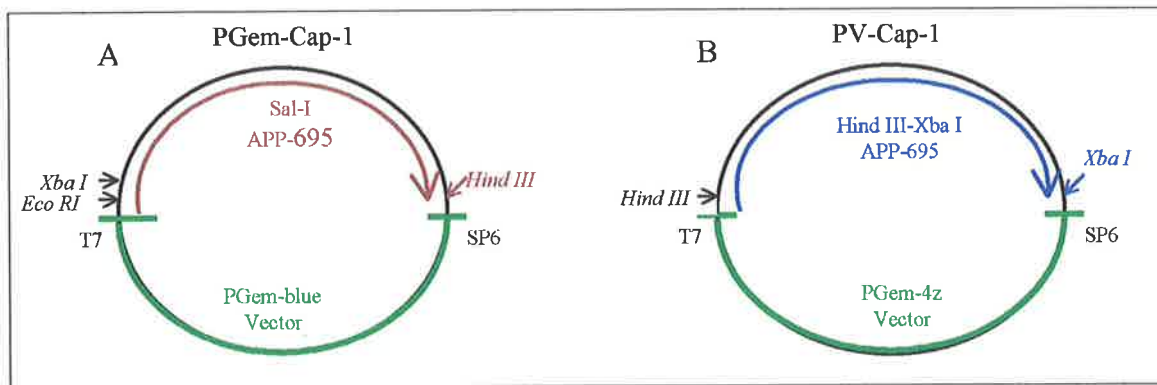 PGem-Cap-1
A
Sal-I
APP-695
Xba I
Eco RI
Hind III
T7
SP6
PGem-blue
Vector
PV-Cap-1
B
Hind III-Xba I
APP-695
Xba I
Hind III
T7
SP6
PGem-4z
Vector